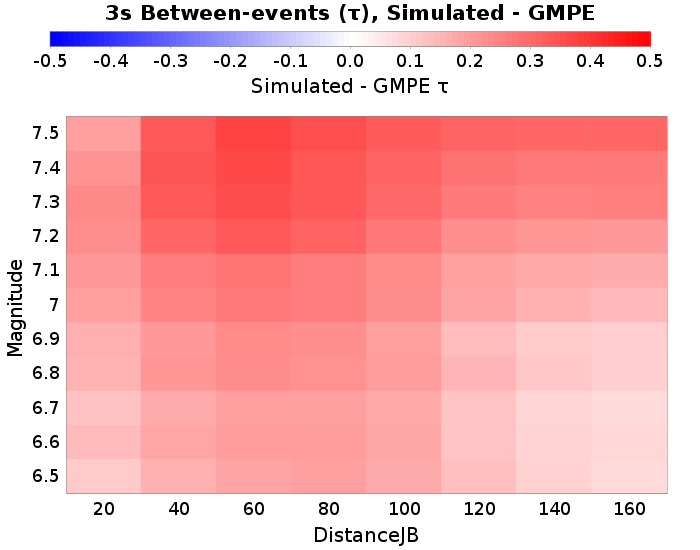 3s Between-events (τ), Simulated - GMPE
-0.5 -0.4 -0.3 -0.2 -0.1 0.0 0.1 0.2 0.3 0.4 0.5
Simulated - GMPE τ
Magnitude
7.5
7.4
7.3
7.2
7.1
7
6.9
6.8
6.7
6.6
6.5
20 40 60 80 100 120 140 160
DistanceJB